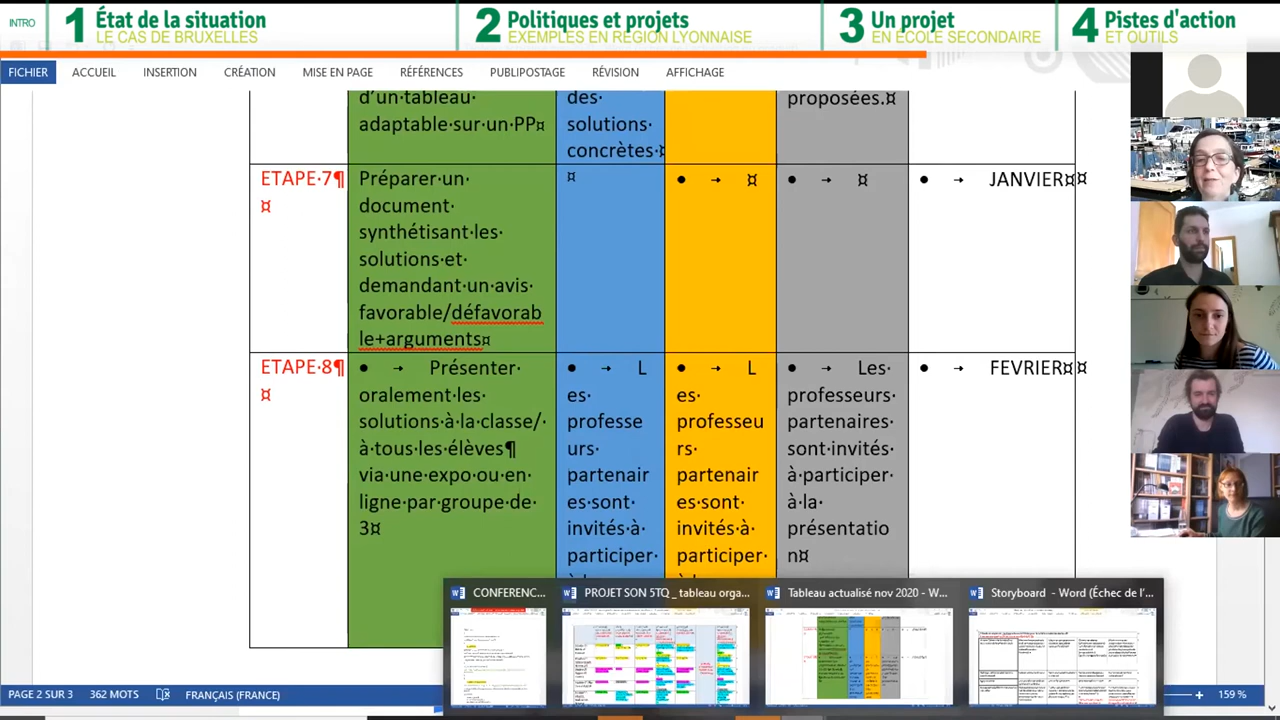 INTRO
1 État de la situation
LE CAS DE BRUXELLES
2 Politiques et projets
EXEMPLES EN RÉGION LYONNAISE
3 Un projet
EN ÉCOLE SECONDAIRE
4 Pistes d'action
ET OUTILS
FICHIER ACCUEIL INSERTION CRÉATION MISE EN PAGE RÉFÉRENCES PUBLIPOSTAGE RÉVISION AFFICHAGE
d'un·tableau·
adaptable·sur·un·PP¤
des·
solutions·
concrètes·¤
proposées.¤
ETAPE·7¶
¤
Préparer·un·
document·
synthétisant·les·
solutions·et·
demandant·un·avis·
favorable/défavorab
le+arguments¤
¤
● → ¤
● → ¤
● → JANVIER¤¤
ETAPE·8¶
¤
● → Présenter·
oralement·les·
solutions·à·la·classe/·
à·tous·les·élèves¶
via·une·expo·ou·en·
ligne·par·groupe·de·
3¤
● → L
es·
professe
urs·
partenair
es·sont·
invités·à·
participer·
● → L
es·
professeu
rs·
partenair
es·sont·
invités·à·
participer·
● → Les·
professeurs·
partenaires·
sont·invités·
à·participer·
à·la·
présentatio
n¤
● → FEVRIER¤¤
CONFERENC...
PROJET SON 5TQ _ tableau orga...
Tableau actualisé nov 2020 - W...
Storyboard - Word (Échec de l'...
PAGE 2 SUR 3 362 MOTS FRANÇAIS (FRANCE)
159 %